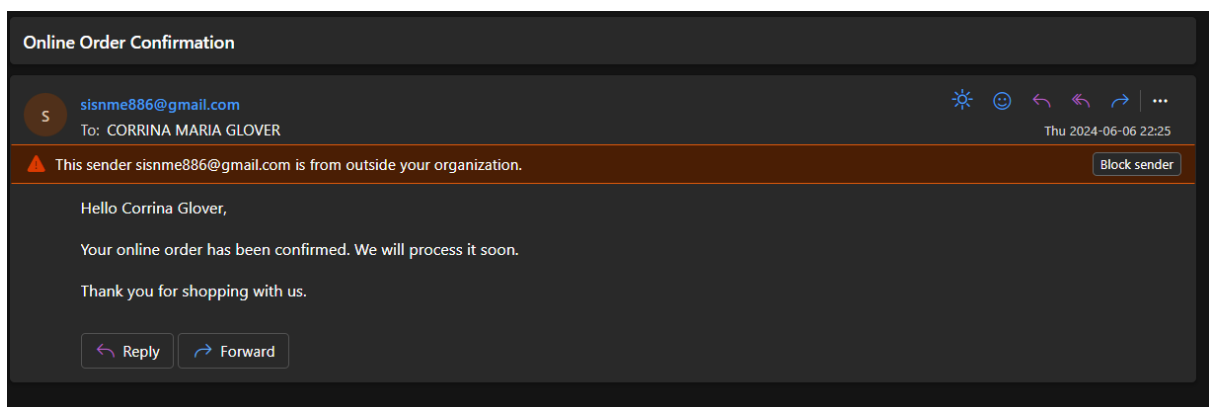 Online Order Confirmation
S
sisnme886@gmail.com
To: CORRINA MARIA GLOVER
Thu 2024-06-06 22:25
This sender sisnme886@gmail.com is from outside your organization.
Block sender
Hello Corrina Glover,
Your online order has been confirmed. We will process it soon.
Thank you for shopping with us.
Reply
Forward